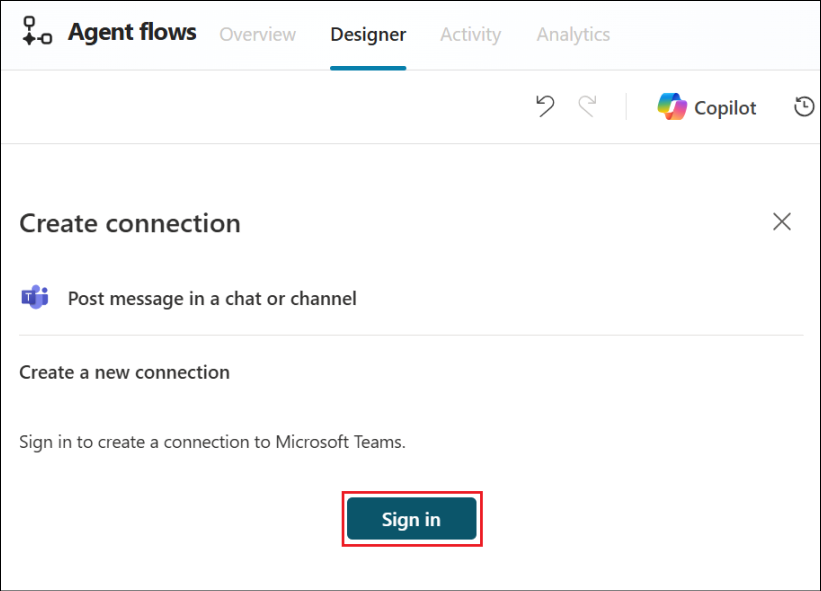 Agent flows Overview Designer Activity Analytics
Copilot
Create connection
Post message in a chat or channel
Create a new connection
Sign in to create a connection to Microsoft Teams.
Sign in